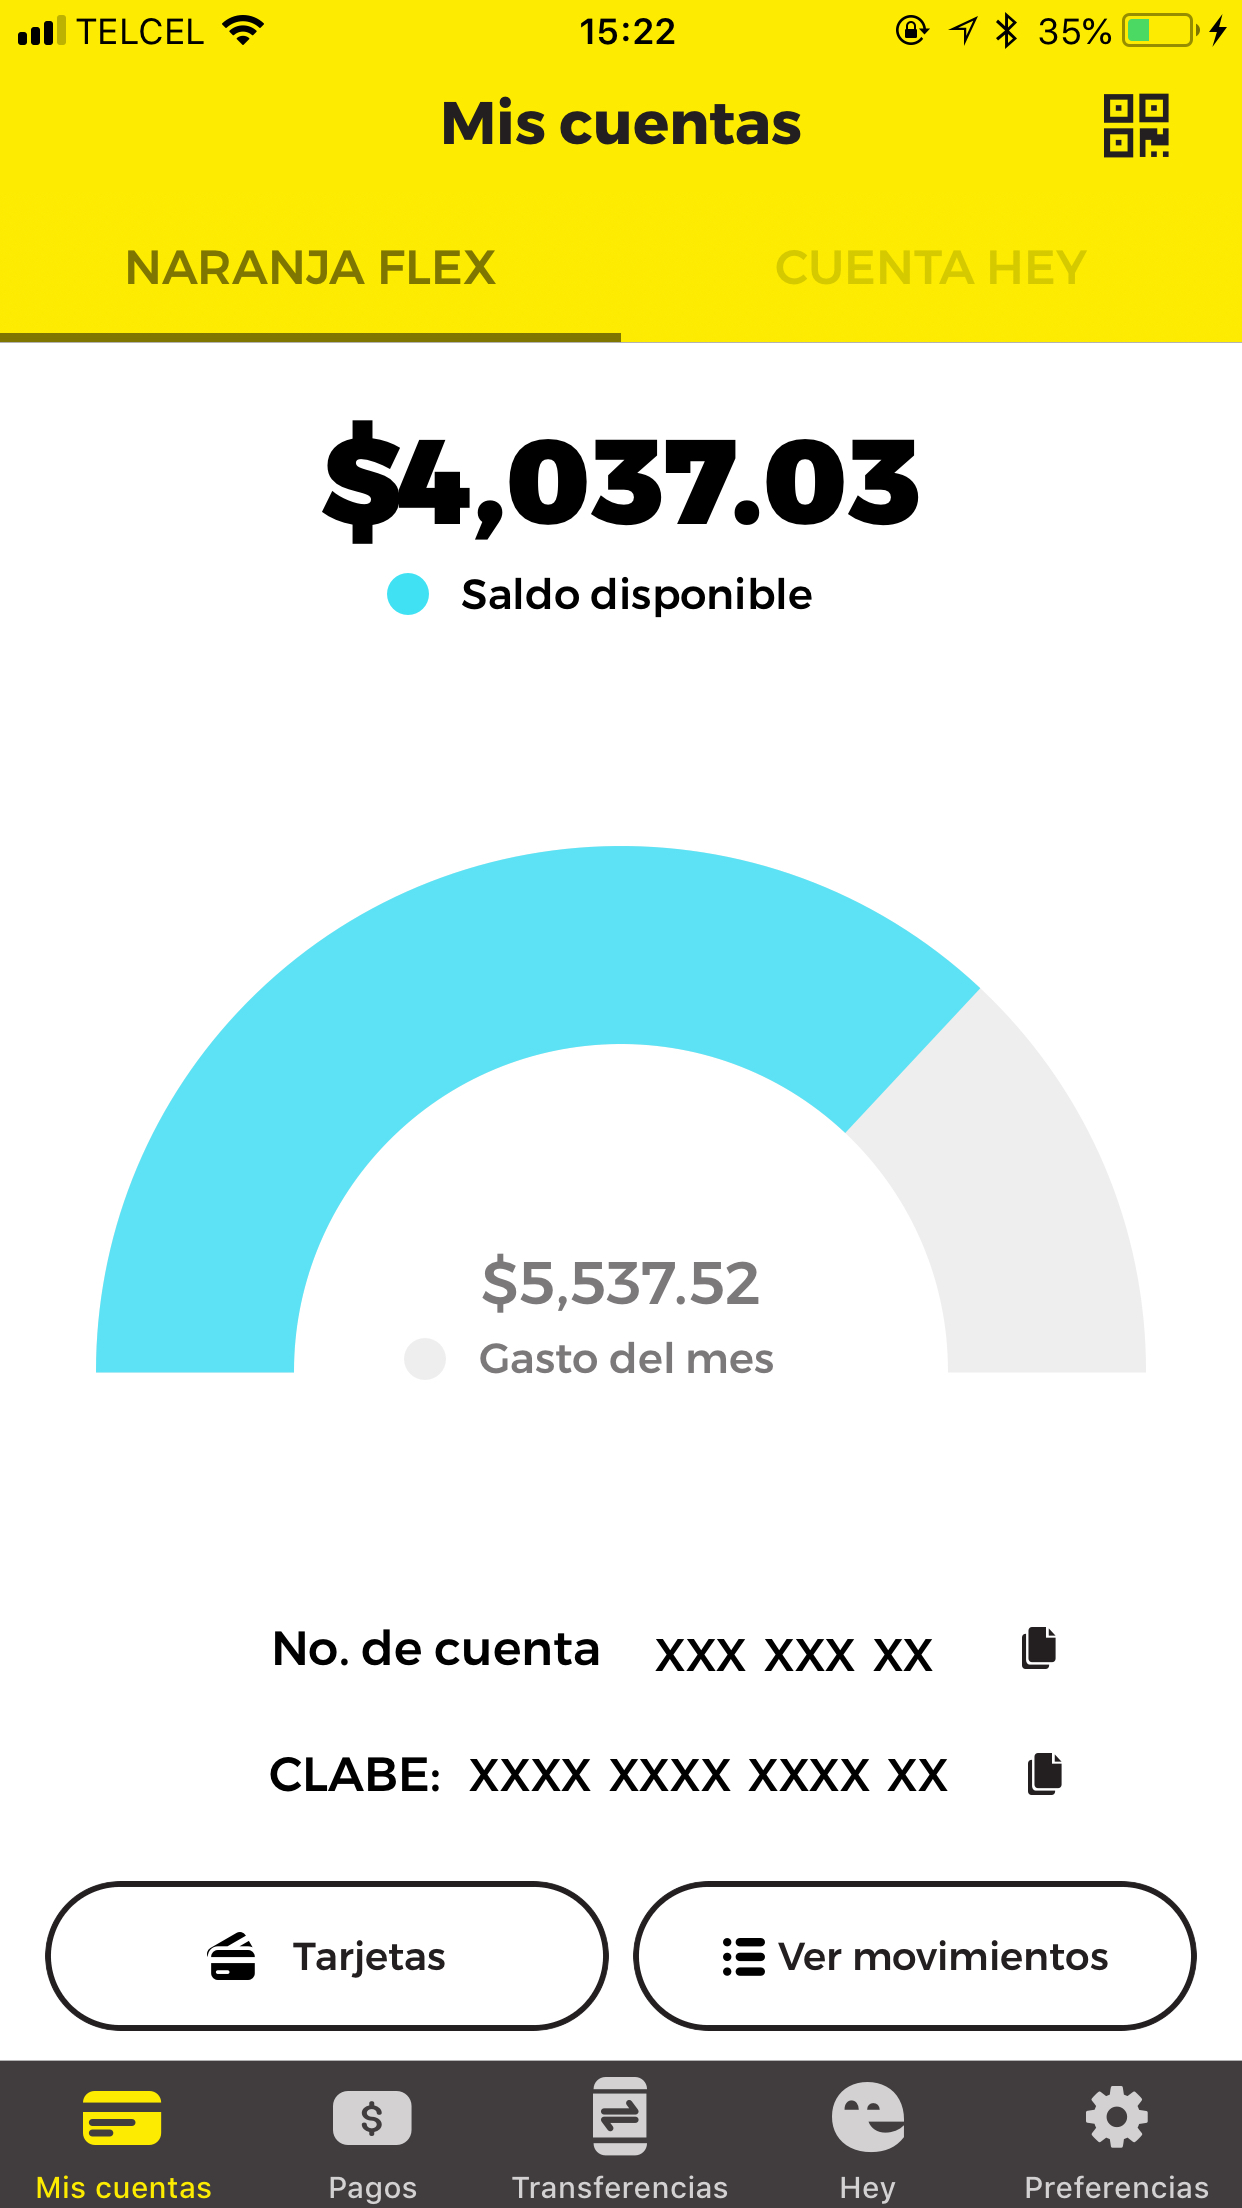 TELCEL 15:22 35%
Mis cuentas
NARANJA FLEX CUENTA HEY
$4,037.03
Saldo disponible
$5,537.52
Gasto del mes
No. de cuenta XXX XXX XX
CLABE: XXXX XXXX XXXX XX
Tarjetas Ver movimientos
$
Mis cuentas Pagos Transferencias Hey Preferencias